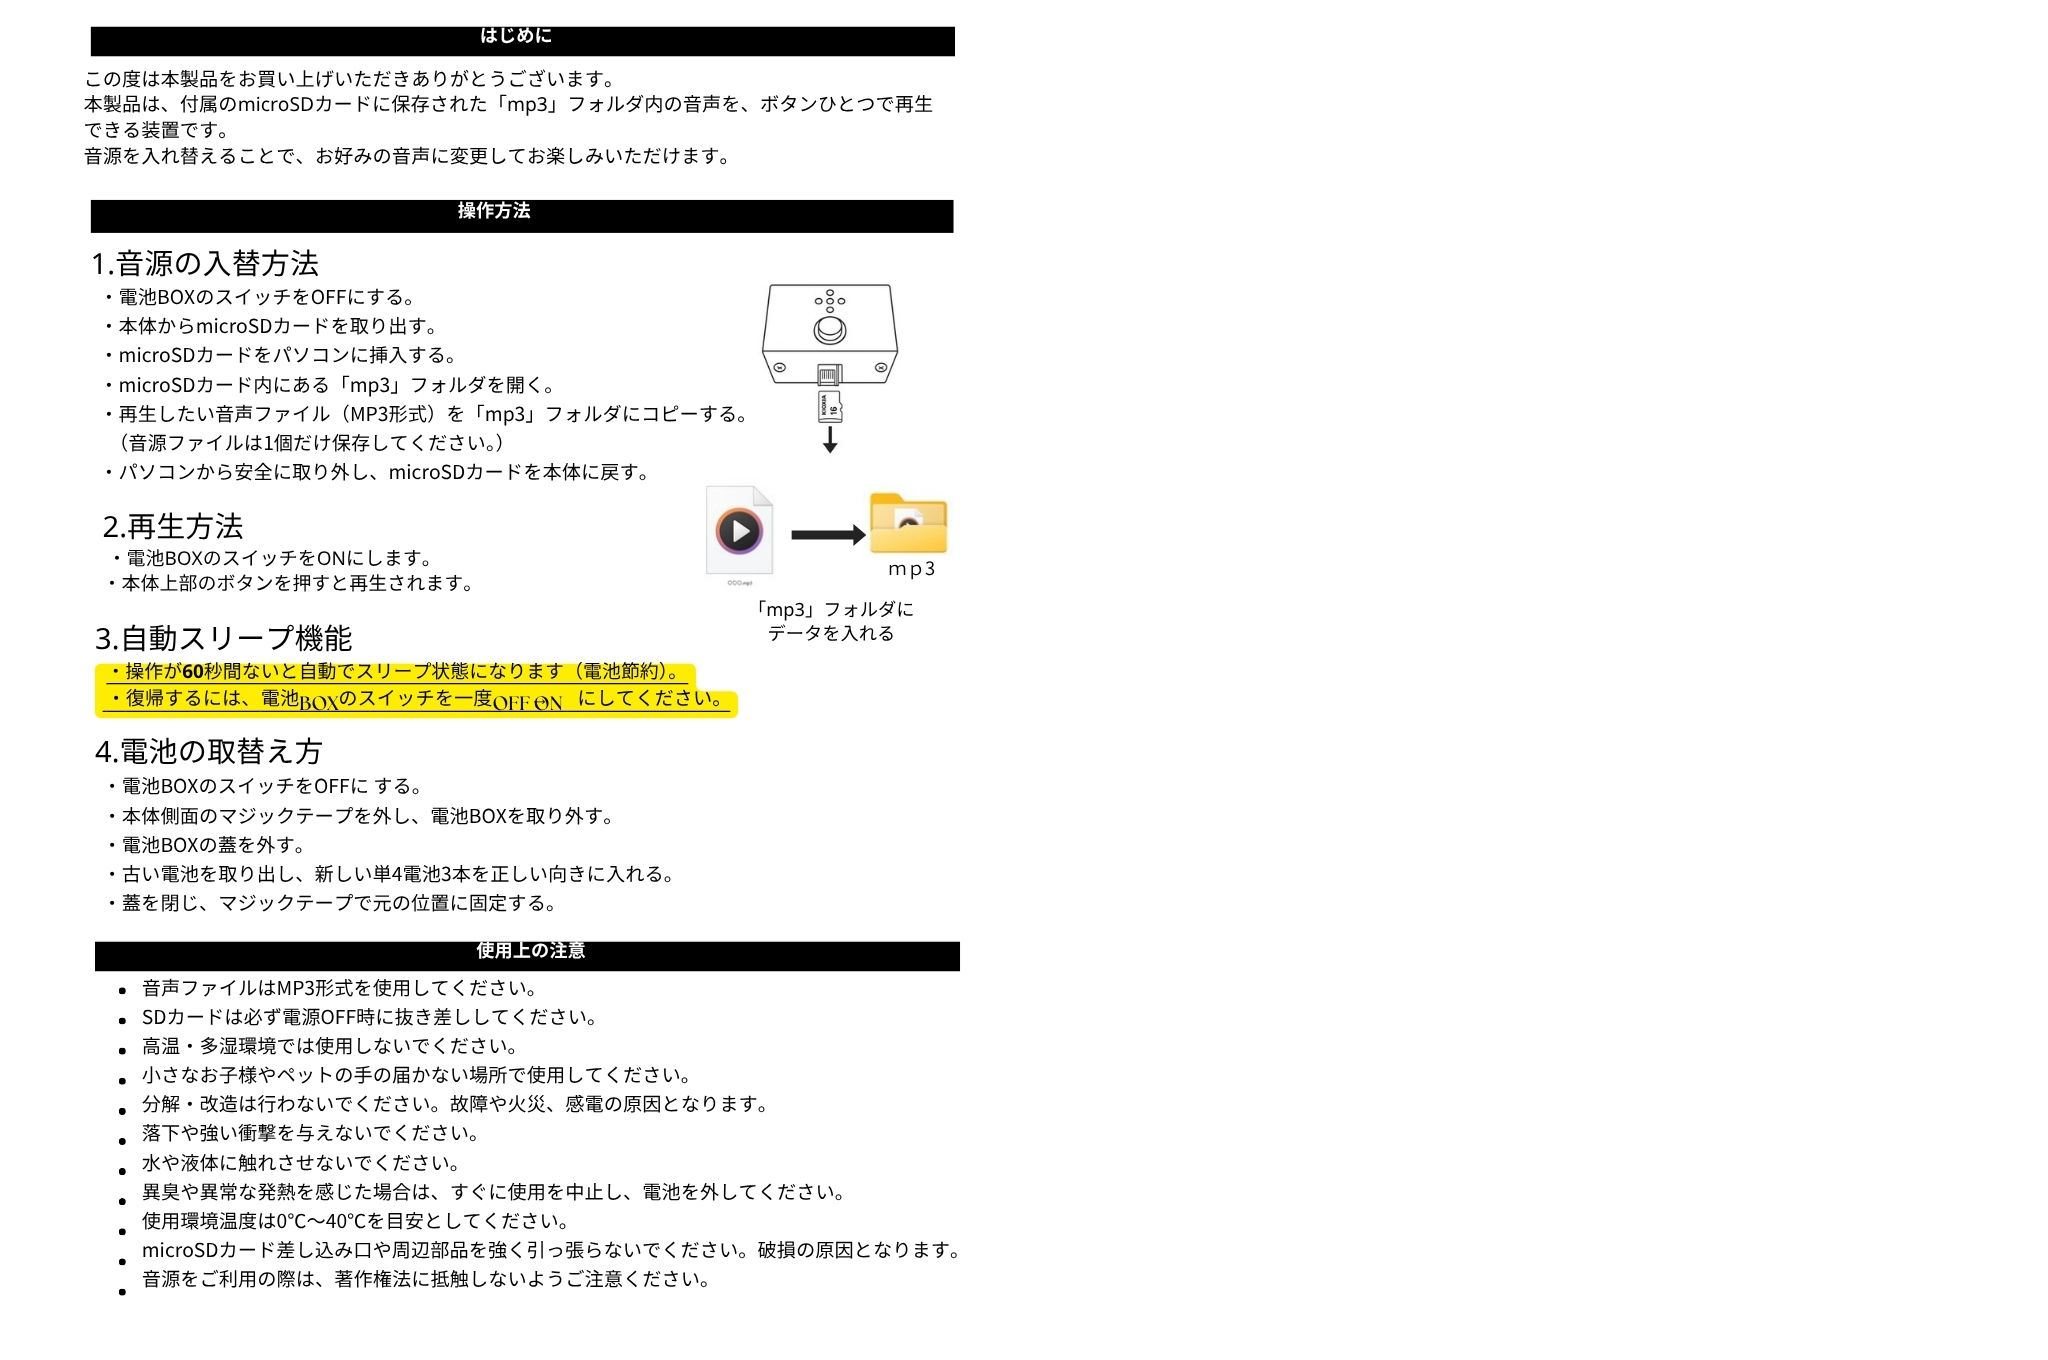 はじめに
この度は本製品をお買い上げいただきありがとうございます。
本製品は、付属のmicroSDカードに保存された「mp3」フォルダ内の音声を、ボタンひとつで再生
できる装置です。
音源を入れ替えることで、お好みの音声に変更してお楽しみいただけます。
操作方法
1.音源の入替方法
・電池BOXのスイッチをOFFにする。
・本体からmicroSDカードを取り出す。
・microSDカードをパソコンに挿入する。
・microSDカード内にある「mp3」フォルダを開く。
・再生したい音声ファイル（MP3形式）を「mp3」フォルダにコピーする。
（音源ファイルは1個だけ保存してください。）
・パソコンから安全に取り外し、microSDカードを本体に戻す。
KIOXIA
16
2.再生方法
・電池BOXのスイッチをONにします。
・本体上部のボタンを押すと再生されます。
〇〇〇.mp3
mp3
「mp3」フォルダに
データを入れる
3.自動スリープ機能
・操作が60秒間ないと自動でスリープ状態になります（電池節約）。
・復帰するには、電池BOXのスイッチを一度OFF→ON にしてください。
4.電池の取替え方
・電池BOXのスイッチをOFFに する。
・本体側面のマジックテープを外し、電池BOXを取り外す。
・電池BOXの蓋を外す。
・古い電池を取り出し、新しい単4電池3本を正しい向きに入れる。
・蓋を閉じ、マジックテープで元の位置に固定する。
使用上の注意
• 音声ファイルはMP3形式を使用してください。
• SDカードは必ず電源OFF時に抜き差ししてください。
• 高温・多湿環境では使用しないでください。
• 小さなお子様やペットの手の届かない場所で使用してください。
• 分解・改造は行わないでください。故障や火災、感電の原因となります。
• 落下や強い衝撃を与えないでください。
• 水や液体に触れさせないでください。
• 異臭や異常な発熱を感じた場合は、すぐに使用を中止し、電池を外してください。
• 使用環境温度は0℃〜40℃を目安としてください。
• microSDカード差し込み口や周辺部品を強く引っ張らないでください。破損の原因となります。
• 音源をご利用の際は、著作権法に抵触しないようご注意ください。